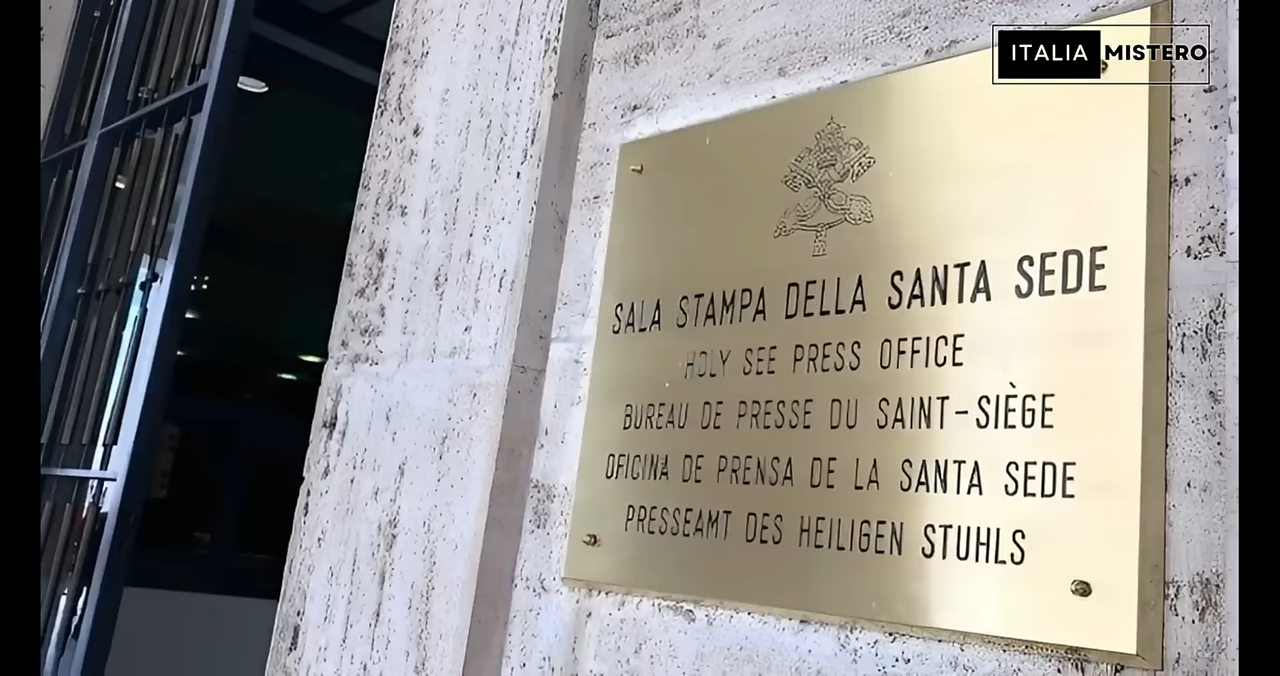 ITALIA MISTERO
SALA STAMPA DELLA SANTA SEDE
HOLY SEE PRESS OFFICE
BUREAU DE PRESSE DU SAINT-SIÈGE
OFICINA DE PRENSA DE LA SANTA SEDE
PRESSEAMT DES HEILIGEN STUHLS